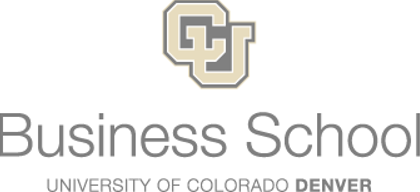 CU
Business School
UNIVERSITY OF COLORADO DENVER